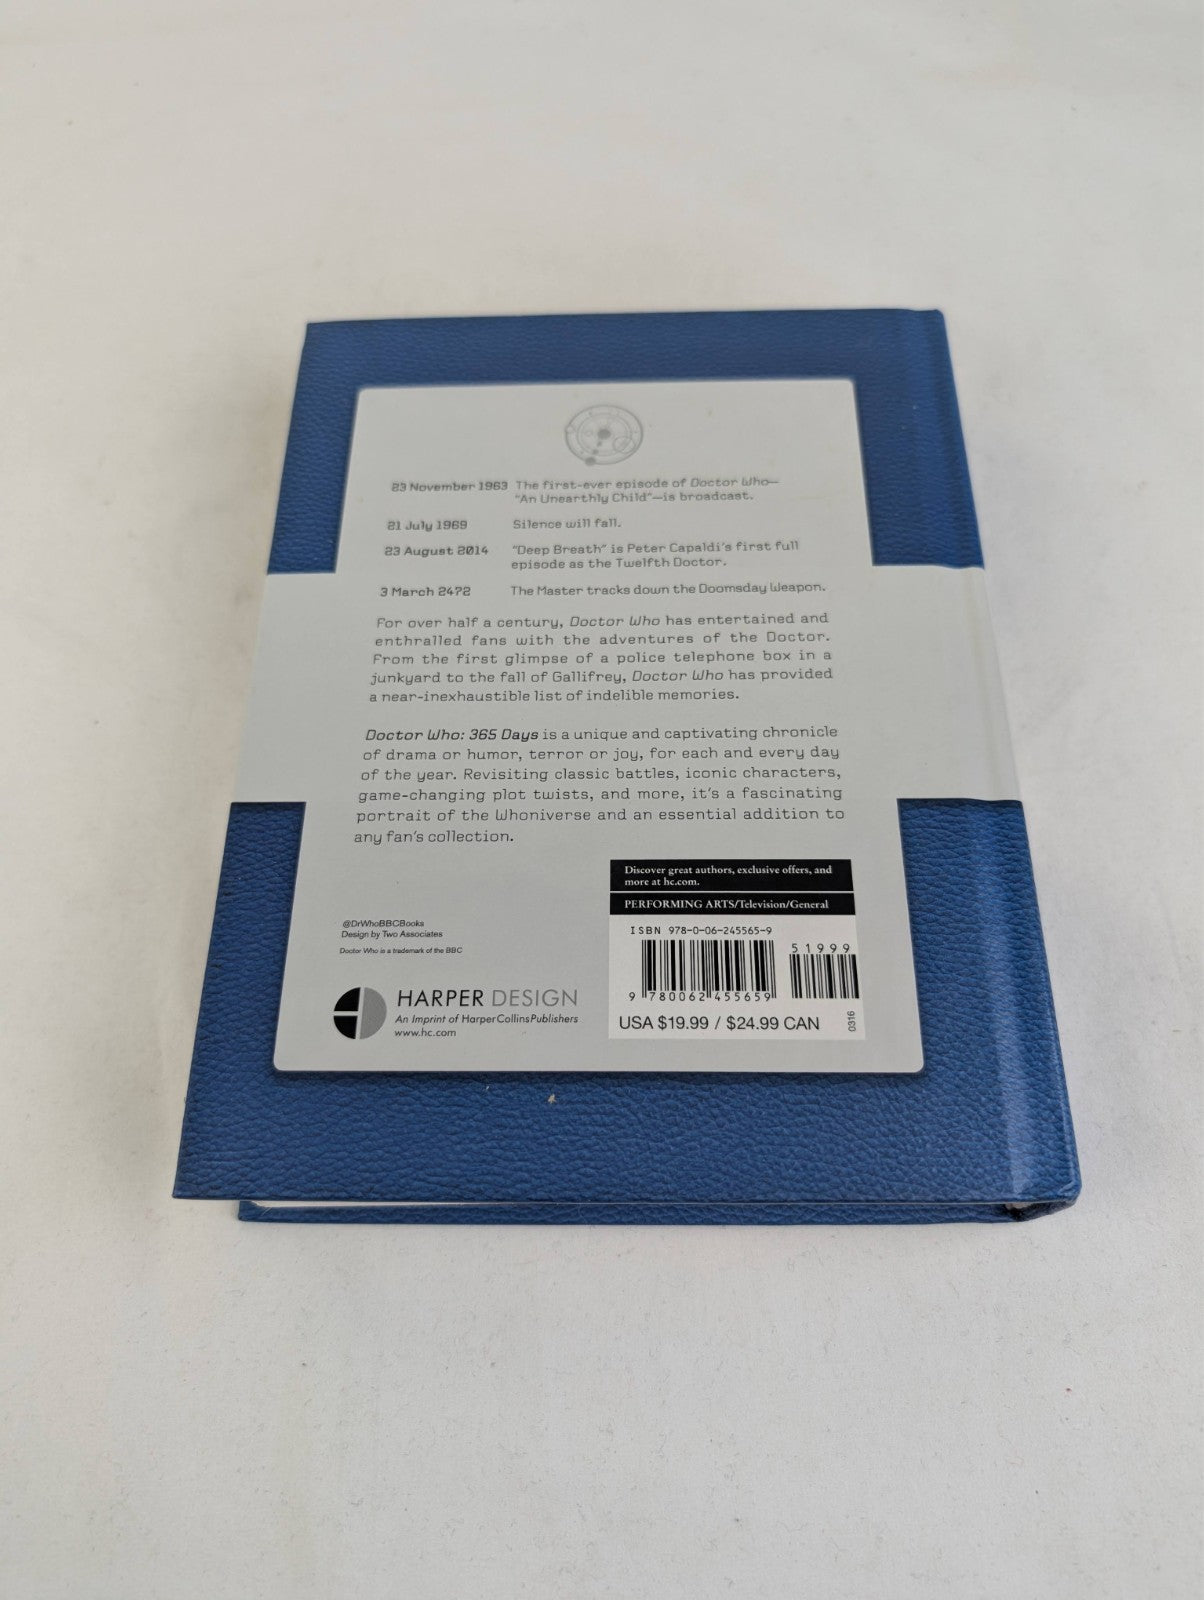 23 November 1963 The first-ever episode of Doctor Who—
"An Unearthly Child"—is broadcast.
21 July 1969 Silence will fall.
23 August 2014 "Deep Breath" is Peter Capaldi's first full
episode as the Twelfth Doctor.
3 March 2472 The Master tracks down the Doomsday Weapon.
For over half a century, Doctor Who has entertained and
enthralled fans with the adventures of the Doctor.
From the first glimpse of a police telephone box in a
junkyard to the fall of Gallifrey, Doctor Who has provided
a near-inexhaustible list of indelible memories.
Doctor Who: 365 Days is a unique and captivating chronicle
of drama or humor, terror or joy, for each and every day
of the year. Revisiting classic battles, iconic characters,
game-changing plot twists, and more, it's a fascinating
portrait of the Whoniverse and an essential addition to
any fan's collection.
Discover great authors, exclusive offers, and
more at hc.com.
PERFORMING ARTS/Television/General
@DrWhoBBCBooks
Design by Two Associates
Doctor Who is a trademark of the BBC
HARPER DESIGN
An Imprint of HarperCollinsPublishers
www.hc.com
ISBN 978-0-06-245565-9
51999
9 780062 455659
USA $19.99 / $24.99 CAN
0316